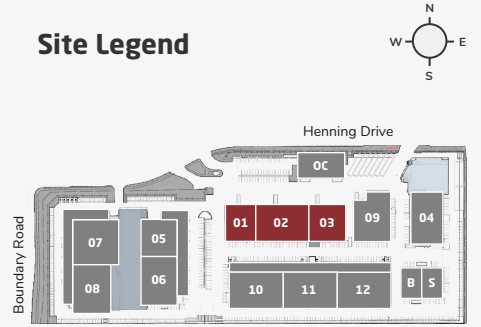 Site Legend
N
W E
S
Henning Drive
Boundary Road
OC
01 02 03 09 04
07 05
08 06
10 11 12
B S